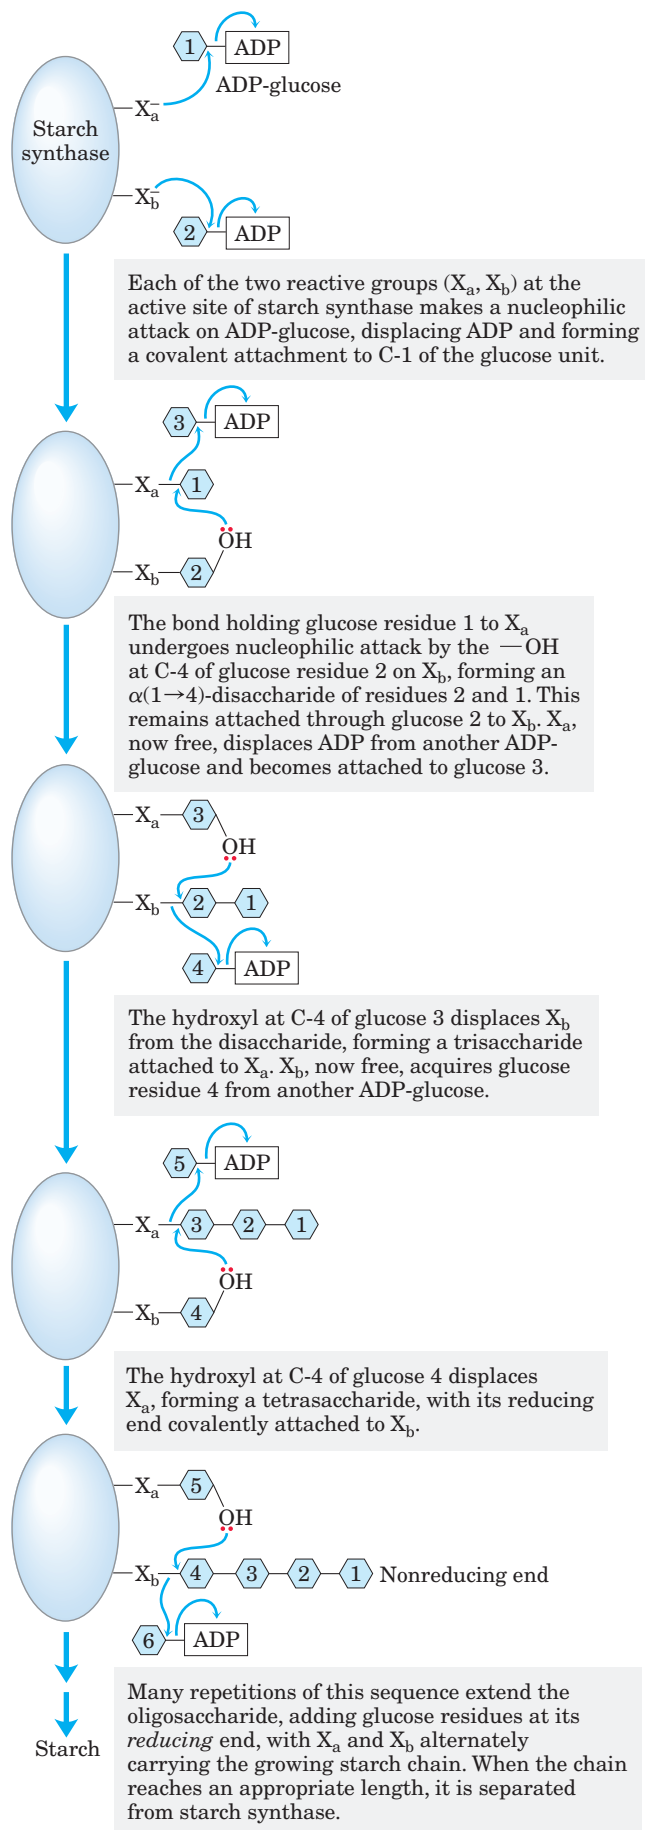 1
ADP
ADP-glucose
Xa⁻
Starch
synthase
Xb⁻
2
ADP
Each of the two reactive groups (Xa, Xb) at the
active site of starch synthase makes a nucleophilic
attack on ADP-glucose, displacing ADP and forming
a covalent attachment to C-1 of the glucose unit.
3
ADP
Xa
1
OH
Xb
2
The bond holding glucose residue 1 to Xa
undergoes nucleophilic attack by the —OH
at C-4 of glucose residue 2 on Xb, forming an
α(1→4)-disaccharide of residues 2 and 1. This
remains attached through glucose 2 to Xb. Xa,
now free, displaces ADP from another ADP-
glucose and becomes attached to glucose 3.
Xa
3
OH
Xb
2
1
4
ADP
The hydroxyl at C-4 of glucose 3 displaces Xb
from the disaccharide, forming a trisaccharide
attached to Xa. Xb, now free, acquires glucose
residue 4 from another ADP-glucose.
5
ADP
Xa
3
2
1
OH
Xb
4
The hydroxyl at C-4 of glucose 4 displaces
Xa, forming a tetrasaccharide, with its reducing
end covalently attached to Xb.
Xa
5
OH
Xb
4
3
2
1
Nonreducing end
6
ADP
Many repetitions of this sequence extend the
oligosaccharide, adding glucose residues at its
reducing end, with Xa and Xb alternately
carrying the growing starch chain. When the chain
reaches an appropriate length, it is separated
from starch synthase.
Starch